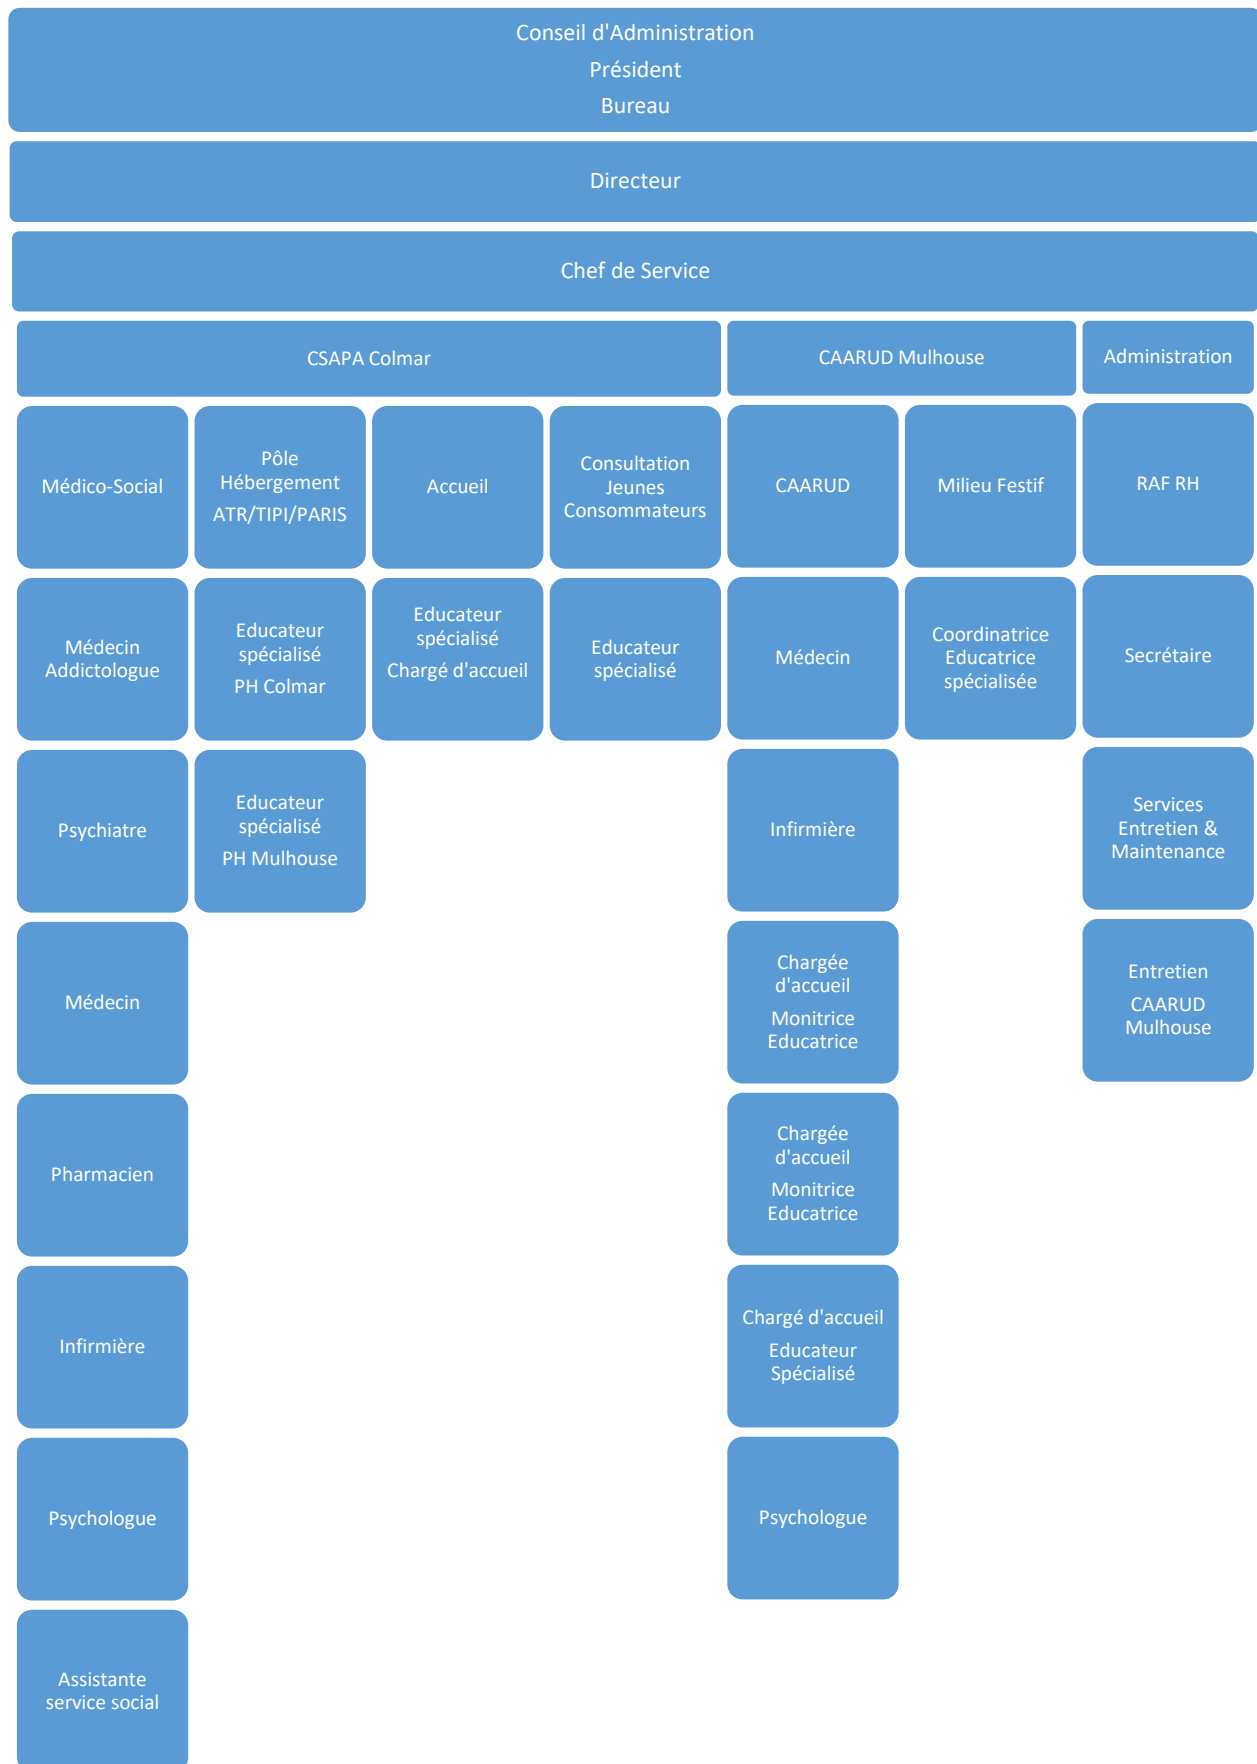 Conseil d'Administration
Président
Bureau
Directeur
Chef de Service
CSAPA Colmar
CAARUD Mulhouse
Administration
Médico-Social
Pôle
Hébergement
ATR/TIPI/PARIS
Accueil
Consultation
Jeunes
Consommateurs
CAARUD
Milieu Festif
RAF RH
Médecin
Addictologue
Educateur
spécialisé
PH Colmar
Educateur
spécialisé
Chargé d'accueil
Educateur
spécialisé
Médecin
Coordinatrice
Educatrice
spécialisée
Secrétaire
Psychiatre
Educateur
spécialisé
PH Mulhouse
Infirmière
Services
Entretien &
Maintenance
Médecin
Chargée
d'accueil
Monitrice
Educatrice
Entretien
CAARUD
Mulhouse
Pharmacien
Chargée
d'accueil
Monitrice
Educatrice
Infirmière
Chargé d'accueil
Educateur
Spécialisé
Psychologue
Psychologue
Assistante
service social